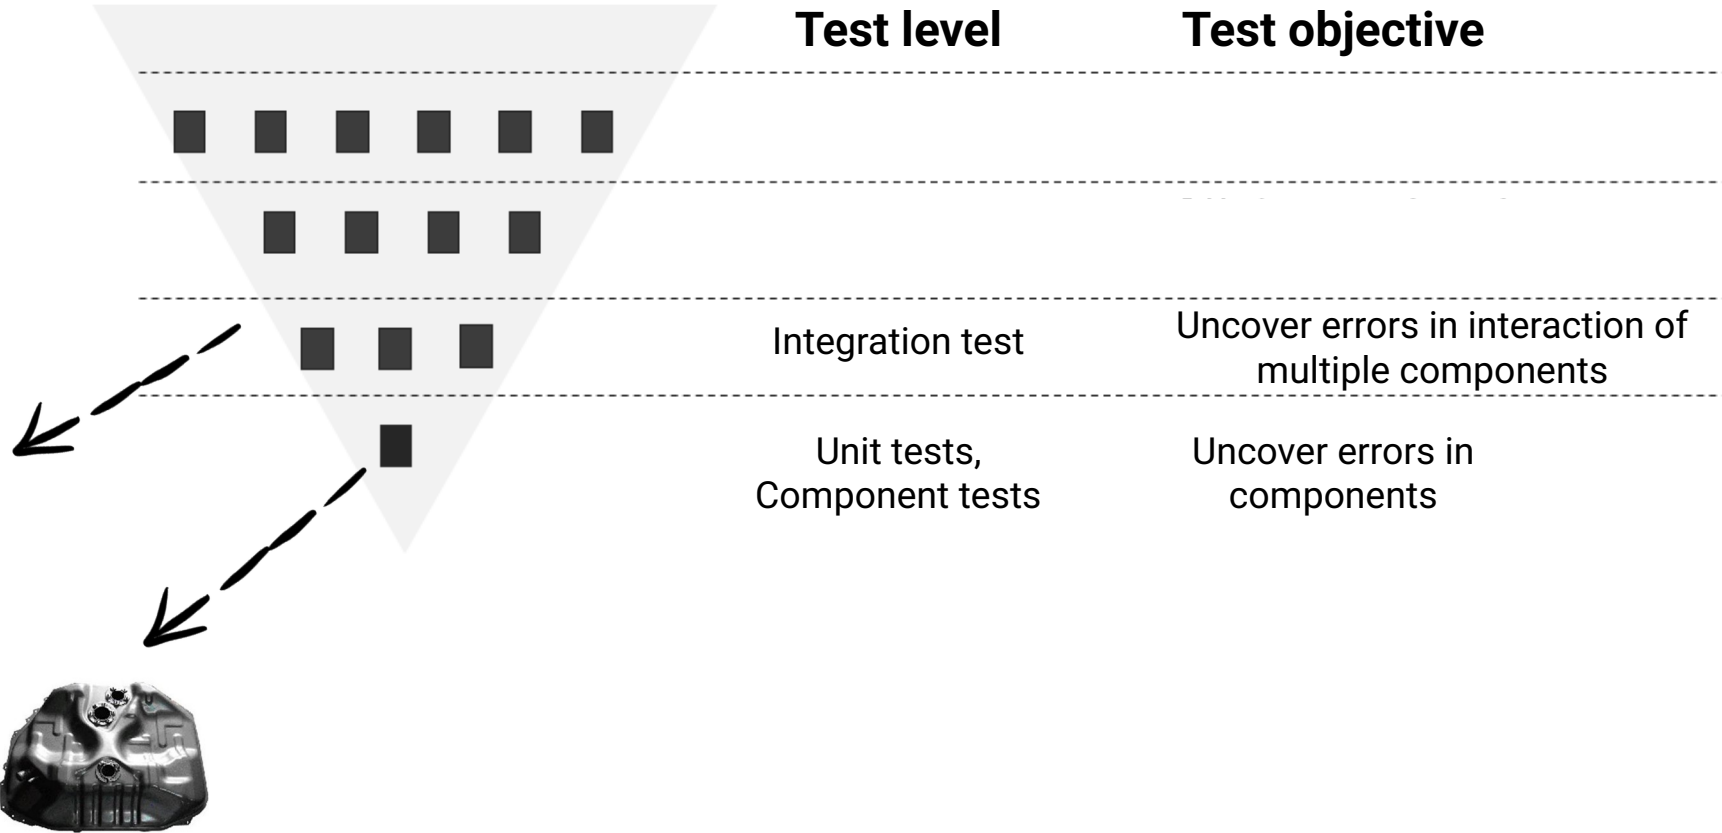 Test level
Test objective
Integration test
Uncover errors in interaction of
multiple components
Unit tests,
Component tests
Uncover errors in
components